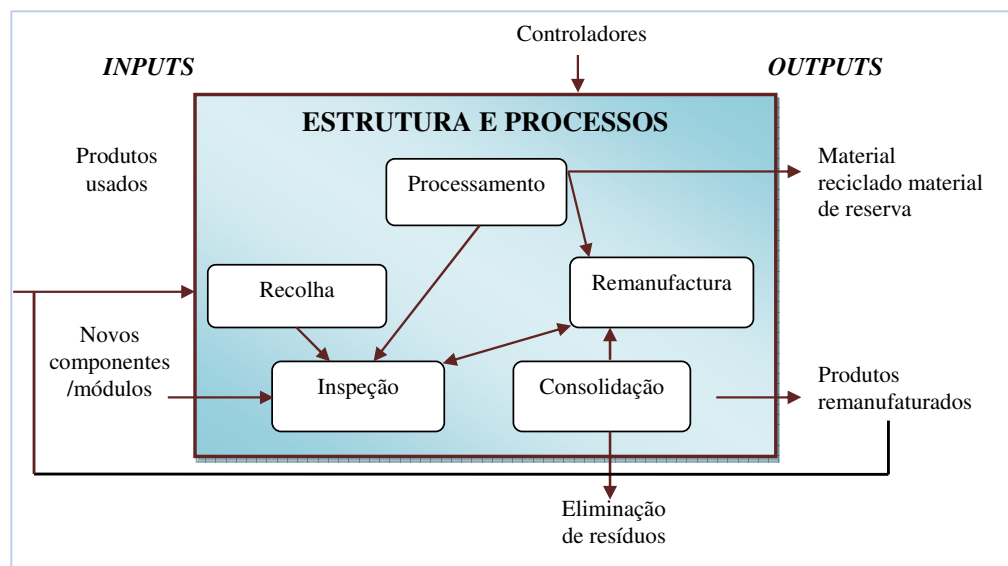 Controladores
INPUTS
OUTPUTS
ESTRUTURA E PROCESSOS
Produtos
usados
Processamento
Material
reciclado material
de reserva
Recolha
Remanufactura
Novos
componentes
/módulos
Inspeção
Consolidação
Produtos
remanufaturados
Eliminação
de resíduos